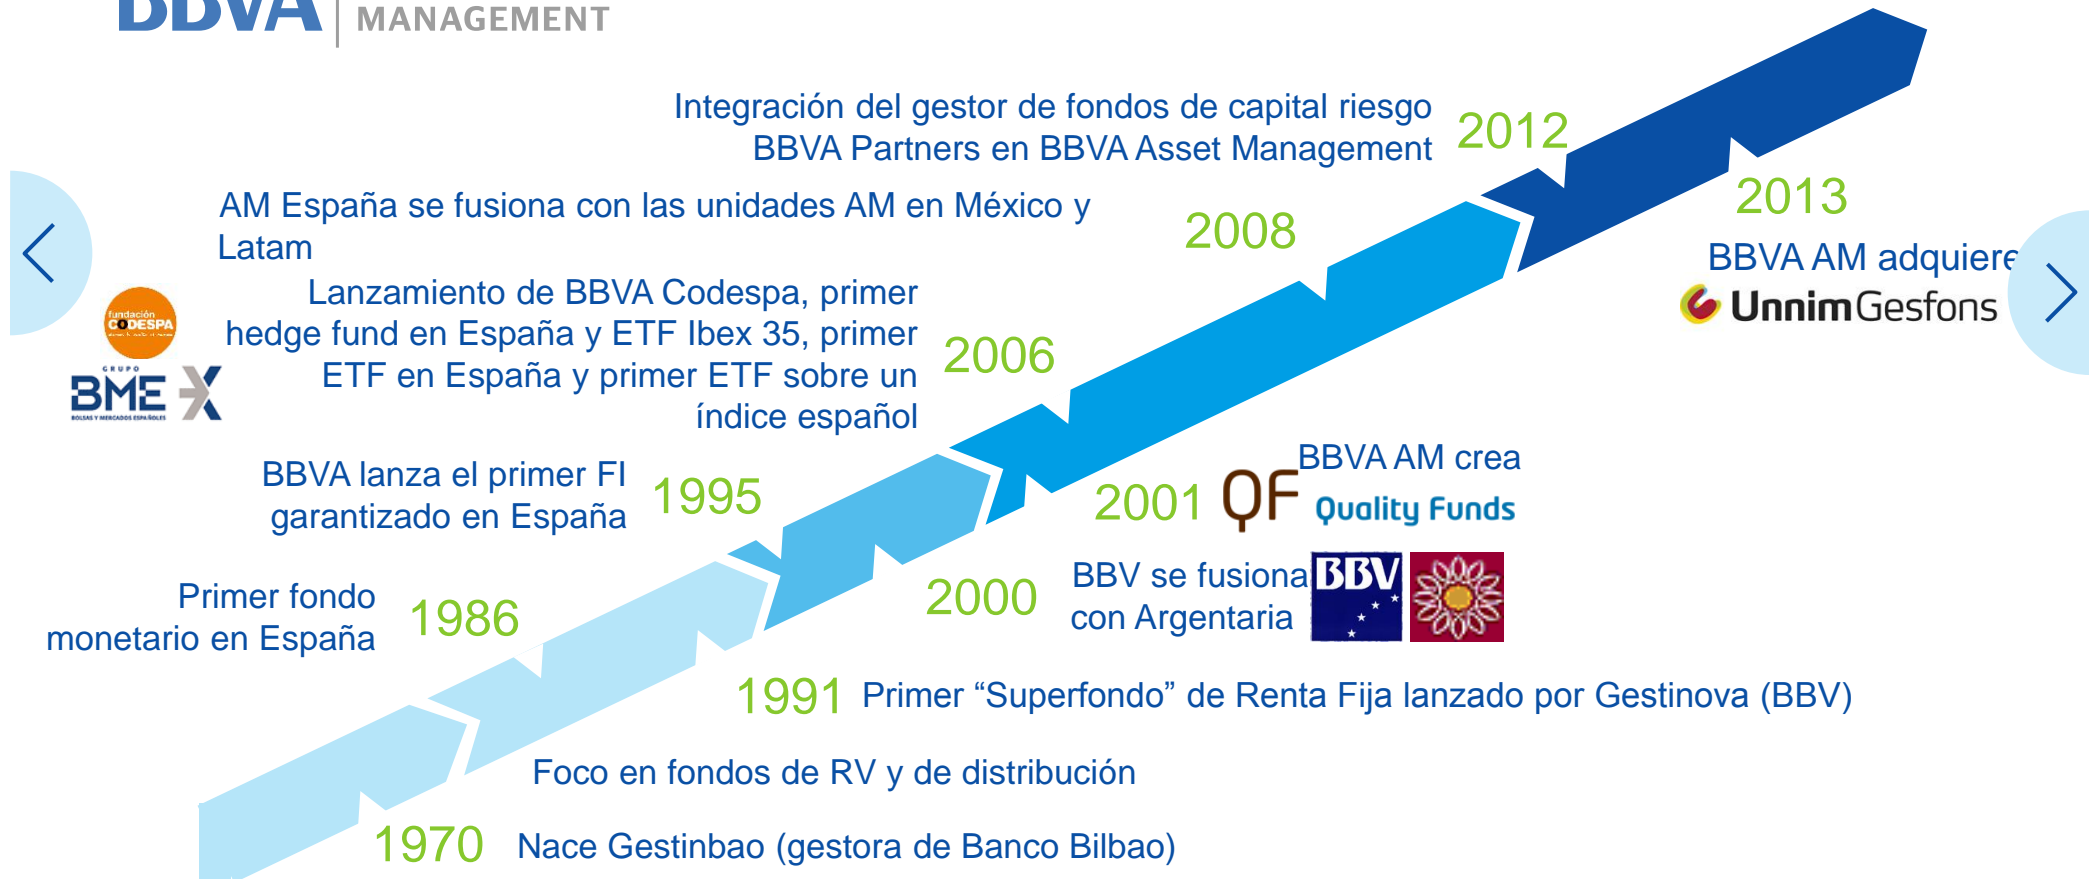 BBVA
MANAGEMENT
Integración del gestor de fondos de capital riesgo
BBVA Partners en BBVA Asset Management
2012
AM España se fusiona con las unidades AM en México y
Latam
2008
2013
BBVA AM adquiere
Unnim Gesfons
Lanzamiento de BBVA Codespa, primer
hedge fund en España y ETF Ibex 35, primer
ETF en España y primer ETF sobre un
índice español
2006
fundación
CODESPA
GRUPO
BME X
BOLSAS Y MERCADOS ESPAÑOLES
BBVA lanza el primer FI
garantizado en España
1995
BBVA AM crea
2001
QF
Quality Funds
Primer fondo
monetario en España
1986
2000
BBV se fusiona
con Argentaria
BBV
1991
Primer “Superfondo” de Renta Fija lanzado por Gestinova (BBV)
Foco en fondos de RV y de distribución
1970
Nace Gestinbao (gestora de Banco Bilbao)